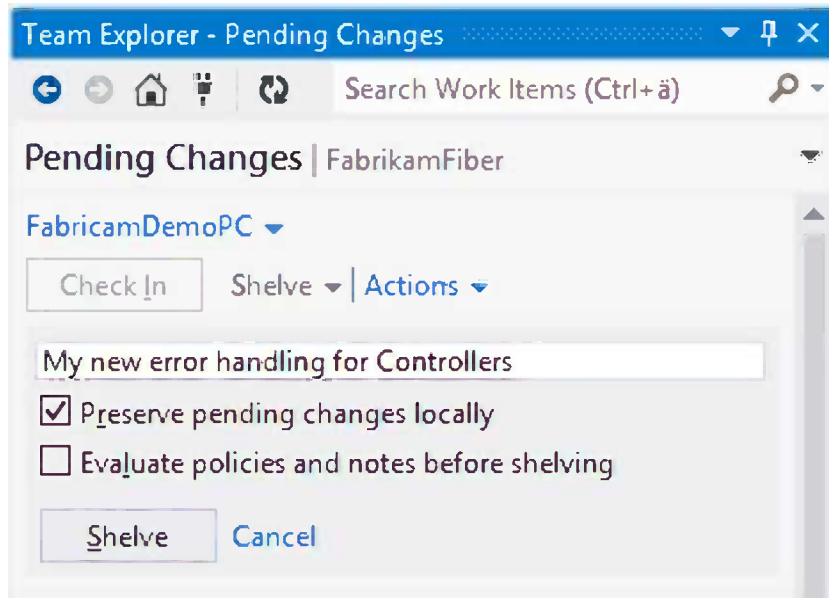 Team Explorer - Pending Changes
Search Work Items (Ctrl+ä)
Pending Changes | FabrikamFiber
FabricamDemoPC
Check In Shelve | Actions
My new error handling for Controllers
Preserve pending changes locally
Evaluate policies and notes before shelving
Shelve Cancel